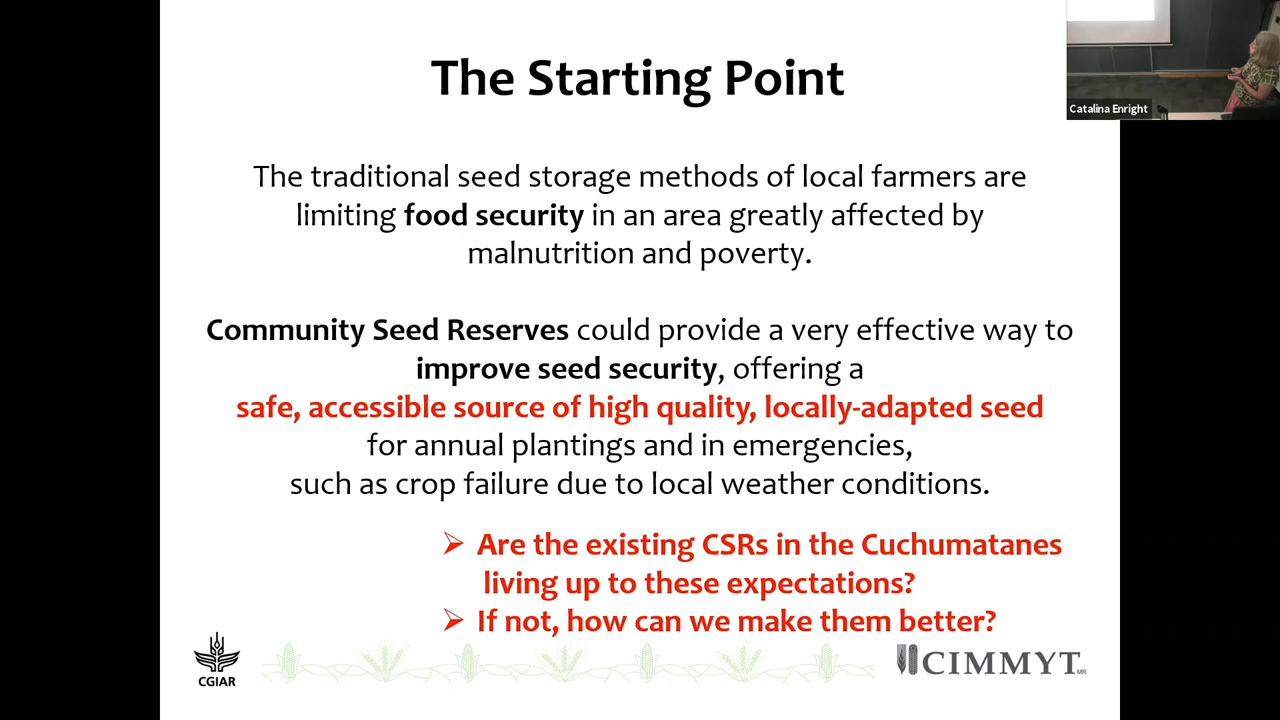 The Starting Point
Catalina Enright
The traditional seed storage methods of local farmers are
limiting food security in an area greatly affected by
malnutrition and poverty.
Community Seed Reserves could provide a very effective way to
improve seed security, offering a
safe, accessible source of high quality, locally-adapted seed
for annual plantings and in emergencies,
such as crop failure due to local weather conditions.
➢ Are the existing CSRs in the Cuchumatanes
living up to these expectations?
➢ If not, how can we make them better?
CGIAR
CIMMYT MR